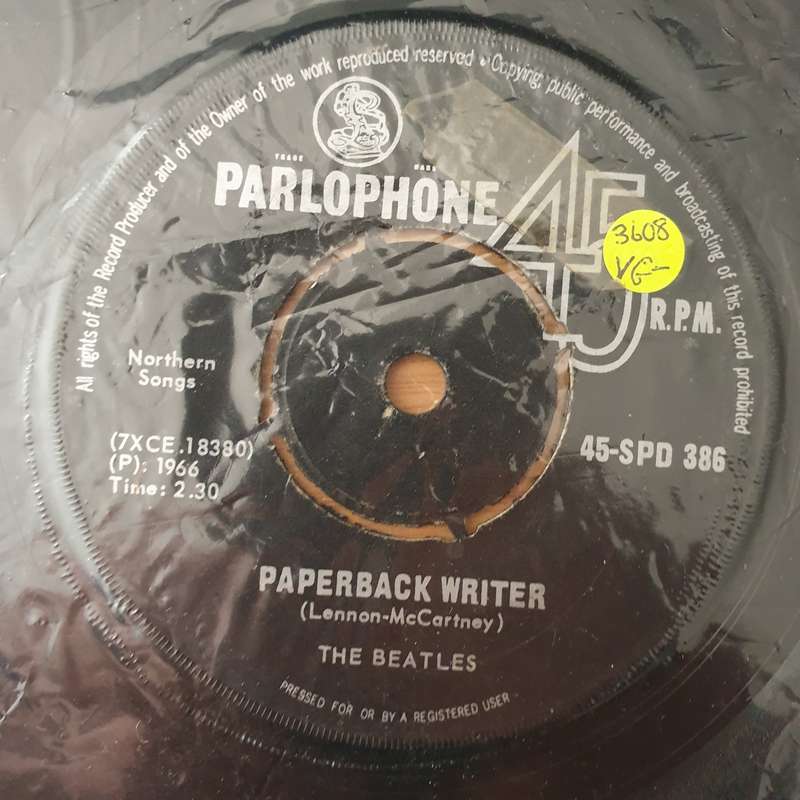 All rights of the Record Producer and of the Owner of the work reproduced reserved • Copying, public performance and broadcasting of this record prohibited
TRADE MARK
PARLOPHONE
45
R.P.M.
3608
VG-
Northern
Songs
(7XCE.18380)
(P): 1966
Time: 2.30
45-SPD 386
PAPERBACK WRITER
(Lennon-McCartney)
THE BEATLES
PRESSED FOR OR BY A REGISTERED USER